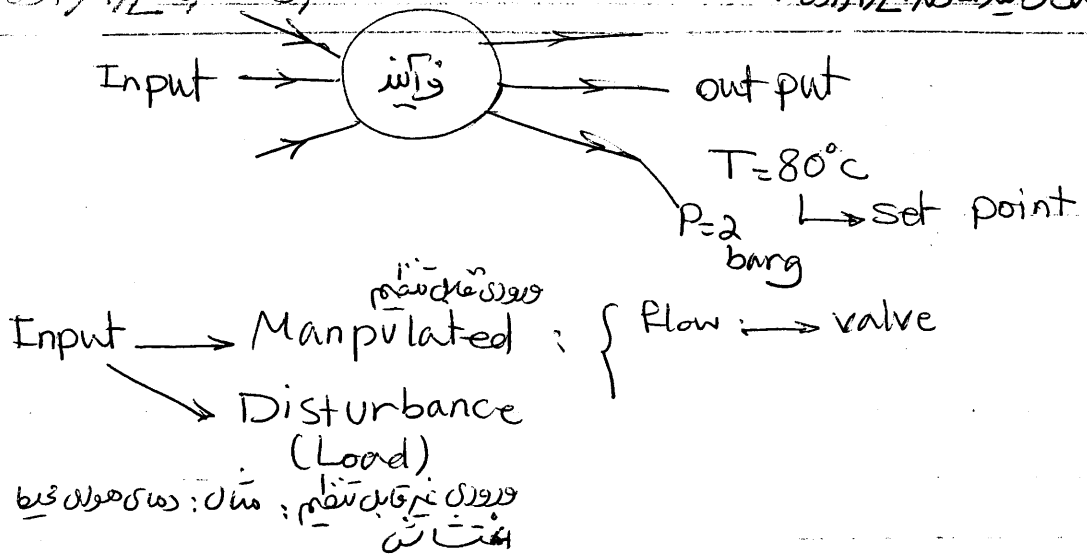 Input فرآیند output
T=80°c
→ set point
P=2
barg
ورودی قابل تنظیم
Input → Manpulated : { flow : → valve
Disturbance
(Load)
ورودی غیرقابل تنظیم : مثال : دمای هوای محیط
اغتشاش